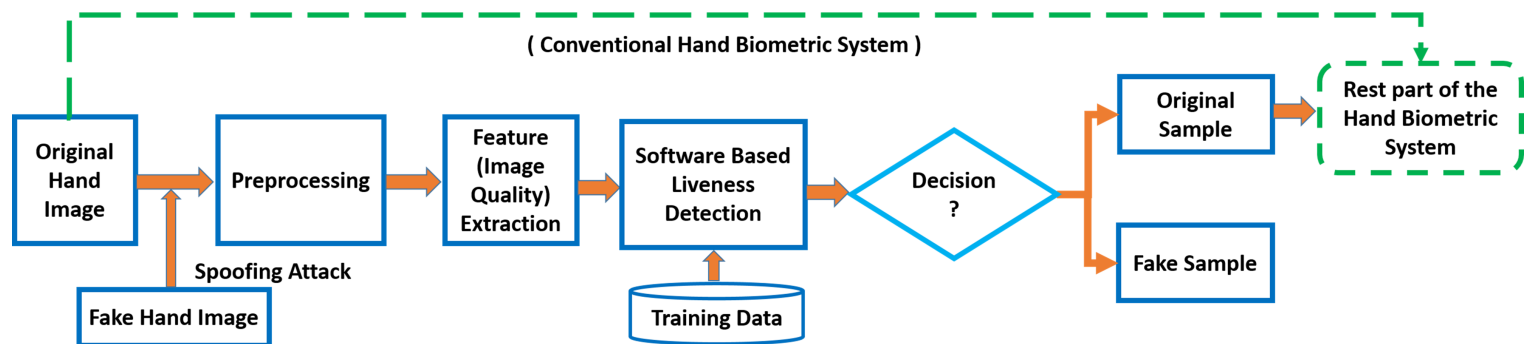 ( Conventional Hand Biometric System )
Original
Hand
Image
Preprocessing
Feature
(Image
Quality)
Extraction
Software Based
Liveness
Detection
Decision
?
Original
Sample
Rest part of the
Hand Biometric
System
Spoofing Attack
Fake Hand Image
Training Data
Fake Sample